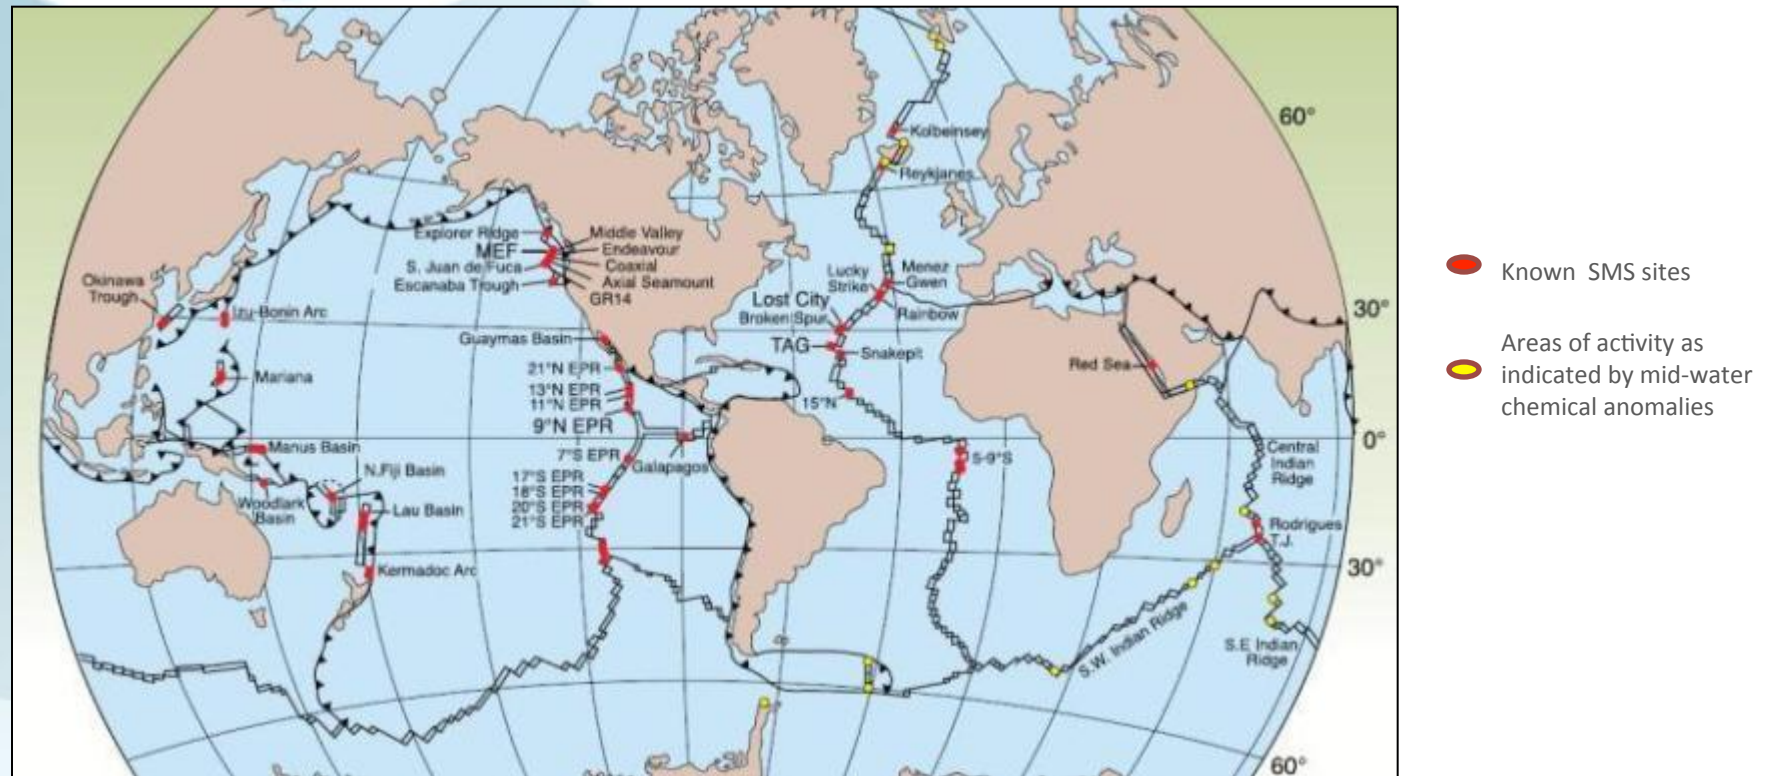 60°
Kolbeinsey
Reykjanes
Explorer Ridge
MEF
S. Juan de Fuca
Escanaba Trough
Middle Valley
Endeavour
Coaxial
Axial Seamount
GR14
Okinawa
Trough
Izu-Bonin Arc
Mariana
Guaymas Basin
21°N EPR
13°N EPR
11°N EPR
9°N EPR
7°S EPR
Galapagos
17°S EPR
18°S EPR
20°S EPR
21°S EPR
Lucky
Strike
Menez
Gwen
Lost City
Broken Spur
Rainbow
TAG
Snakepit
15°N
Red Sea
30°
0°
Manus Basin
N.Fiji Basin
Woodlark
Basin
Lau Basin
Kermadoc Arc
5-9°S
Central
Indian
Ridge
Rodrigues
T.J.
30°
S.W. Indian Ridge
S.E Indian
Ridge
60°
Known SMS sites
Areas of activity as
indicated by mid-water
chemical anomalies